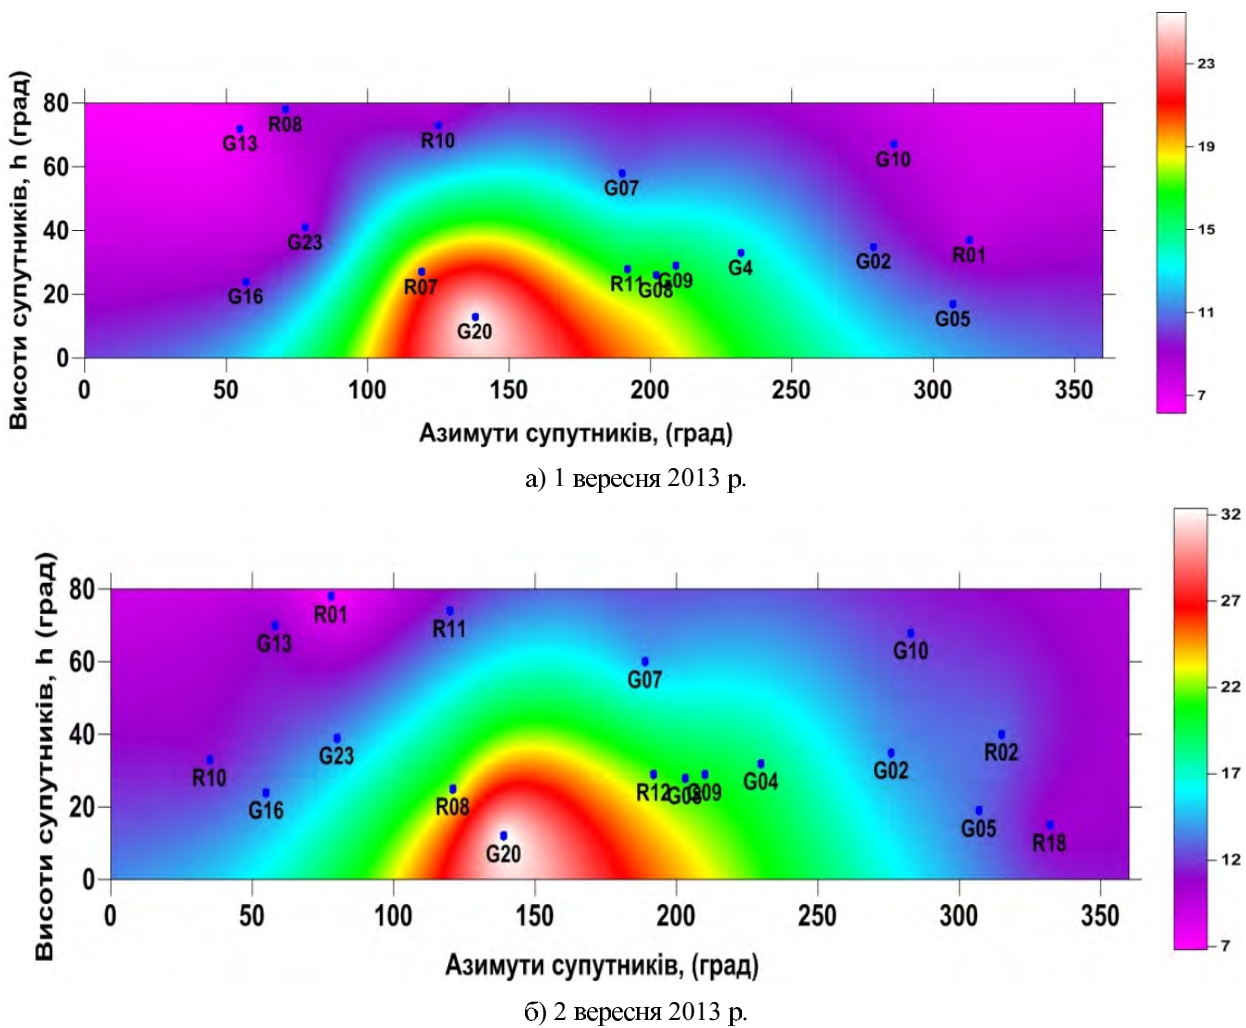 23
80
R08
G13
R10
19
60
G10
G07
40
15
G23
G4
G02
R01
R07
R11
G08
G09
20
G16
11
G20
G05
0
7
0 50 100 150 200 250 300 350
Висоти супутників, h (град)
Азимути супутників, (град)
а) 1 вересня 2013 р.
32
80
27
R01
G13
R11
60
G10
G07
22
40
G23
R02
G02
17
R10
G16
R08
R12
G08
G09
G04
20
G05
R18
12
G20
0
7
0 50 100 150 200 250 300 350
Висоти супутників, h (град)
Азимути супутників, (град)
б) 2 вересня 2013 р.